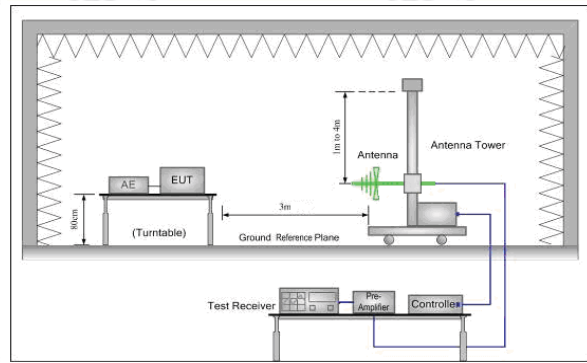 1m to 4m
Antenna
Antenna Tower
AE
EUT
80cm
(Turntable)
3m
Ground Reference Plane
Test Receiver
Pre-
Amplifier
Controller